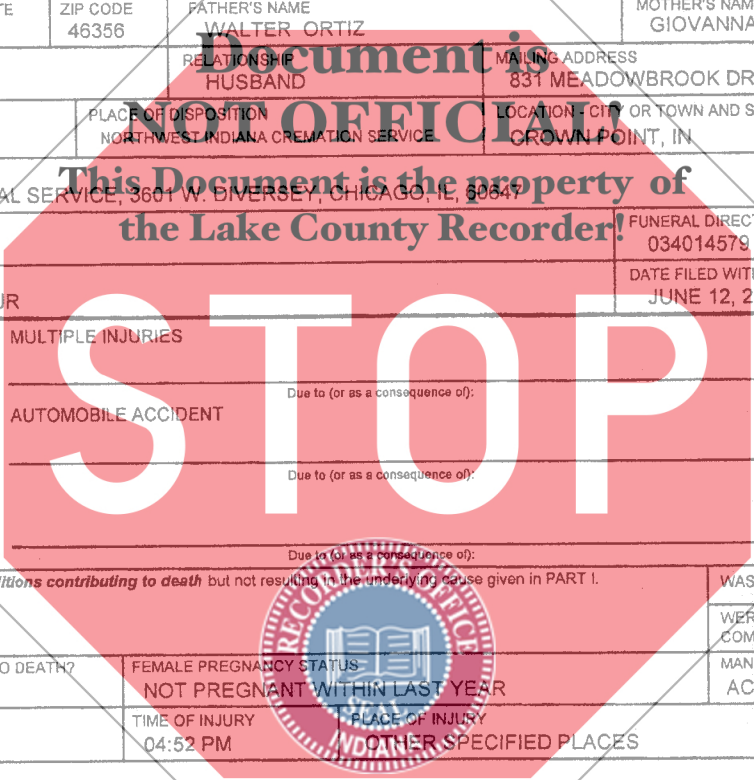 TE ZIP CODE FATHER'S NAME MOTHER'S NAM
46356 WALTER ORTIZ GIOVANNA
Document is
RELATIONSHIP MAILING ADDRESS
HUSBAND 831 MEADOWBROOK DR
NOT OFFICIAL!
PLACE OF DISPOSITION LOCATION - CITY OR TOWN AND S
NORTHWEST INDIANA CREMATION SERVICE CROWN POINT, IN
This Document is the property of
AL SERVICE, 3601 W. DIVERSEY, CHICAGO, IL, 60647
the Lake County Recorder!
FUNERAL DIREC
034014579
DATE FILED WIT
UR JUNE 12, 2
STOP
MULTIPLE INJURIES
Due to (or as a consequence of):
AUTOMOBILE ACCIDENT
Due to (or as a consequence of):
Due to (or as a consequence of):
itions contributing to death but not resulting in the underlying cause given in PART I. WAS
WER
COM
RECORDER'S OFFICE
SEAL
INDIANA
O DEATH? FEMALE PREGNANCY STATUS MAN
NOT PREGNANT WITHIN LAST YEAR AC
TIME OF INJURY PLACE OF INJURY
04:52 PM OTHER SPECIFIED PLACES